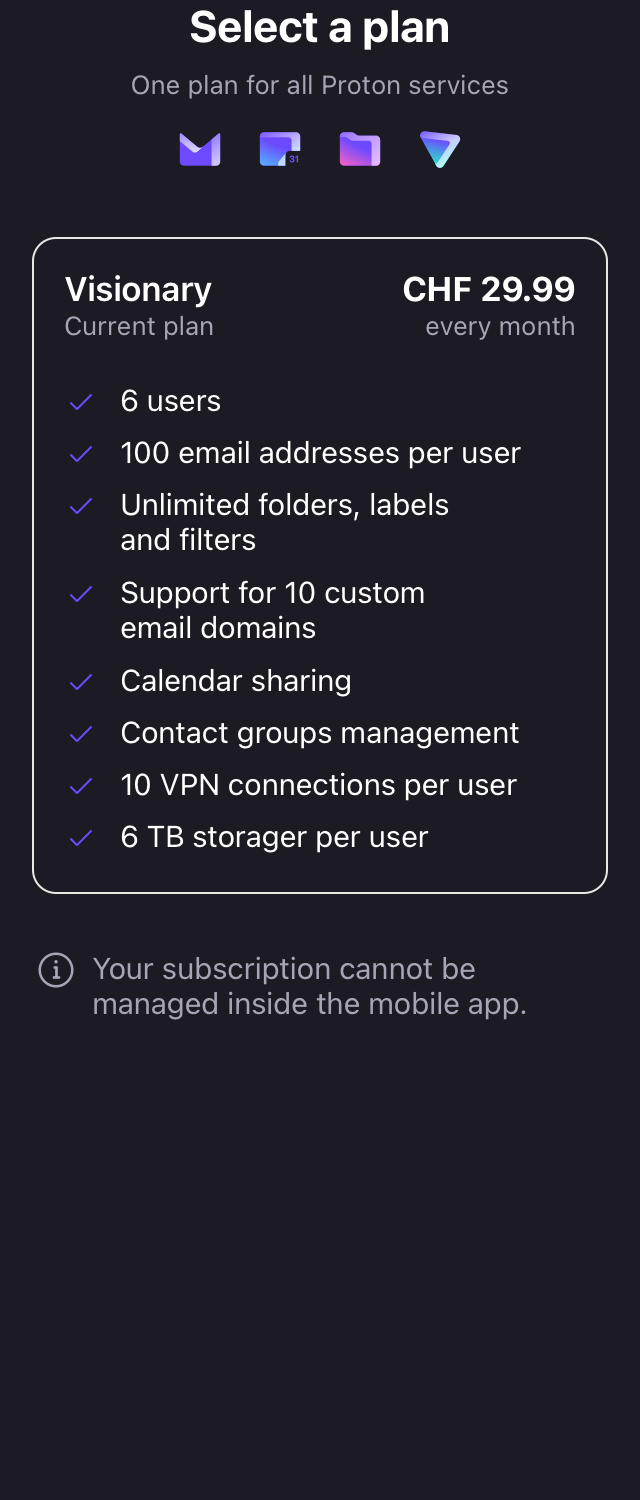 Select a plan
One plan for all Proton services
31
Visionary
CHF 29.99
Current plan
every month
6 users
100 email addresses per user
Unlimited folders, labels
and filters
Support for 10 custom
email domains
Calendar sharing
Contact groups management
10 VPN connections per user
6 TB storager per user
Your subscription cannot be
managed inside the mobile app.